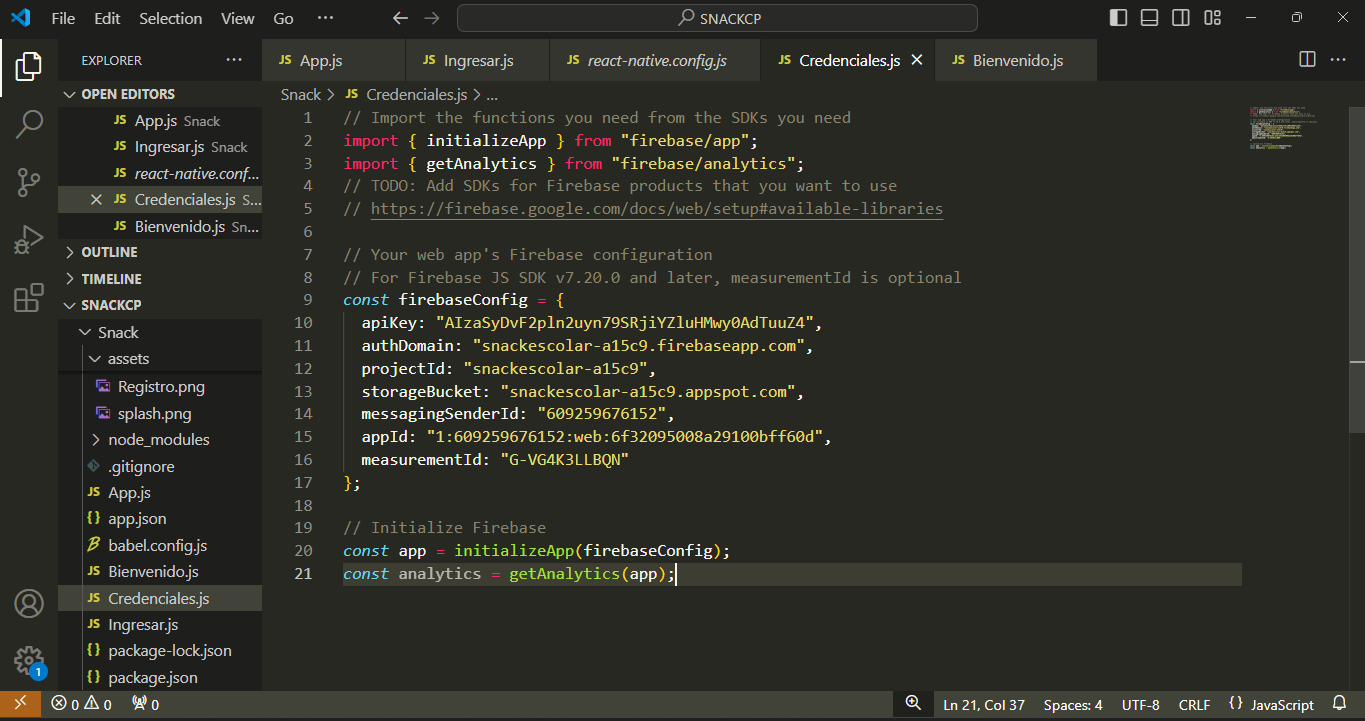 File Edit Selection View Go ··· SNACKCP
EXPLORER ···
OPEN EDITORS
JS App.js Snack
JS Ingresar.js Snack
JS react-native.conf...
JS Credenciales.js S...
JS Bienvenido.js Sn...
OUTLINE
TIMELINE
SNACKCP
Snack
assets
Registro.png
splash.png
node_modules
.gitignore
JS App.js
{} app.json
babel.config.js
JS Bienvenido.js
JS Credenciales.js
JS Ingresar.js
{} package-lock.json
{} package.json
JS App.js JS Ingresar.js JS react-native.config.js JS Credenciales.js JS Bienvenido.js ···
Snack > JS Credenciales.js > ...
1 // Import the functions you need from the SDKs you need
2 import { initializeApp } from "firebase/app";
3 import { getAnalytics } from "firebase/analytics";
4 // TODO: Add SDKs for Firebase products that you want to use
5 // https://firebase.google.com/docs/web/setup#available-libraries
6
7 // Your web app's Firebase configuration
8 // For Firebase JS SDK v7.20.0 and later, measurementId is optional
9 const firebaseConfig = {
10 apiKey: "AIzaSyDvF2pln2uyn79SRjiYZluHMwy0AdTuuZ4",
11 authDomain: "snackescolar-a15c9.firebaseapp.com",
12 projectId: "snackescolar-a15c9",
13 storageBucket: "snackescolar-a15c9.appspot.com",
14 messagingSenderId: "609259676152",
15 appId: "1:609259676152:web:6f32095008a29100bff60d",
16 measurementId: "G-VG4K3LLBQN"
17 };
18
19 // Initialize Firebase
20 const app = initializeApp(firebaseConfig);
21 const analytics = getAnalytics(app);
1
0 0 0 Ln 21, Col 37 Spaces: 4 UTF-8 CRLF {} JavaScript